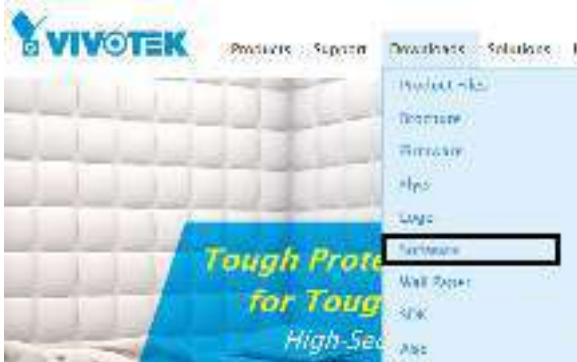 VIVOTEK
Products Support Downloads Solutions
Product Files
Brochure
Firmware
Flyer
Logo
Software
Wall Paper
SDK
Tough Prote
for Toug
High-Sec